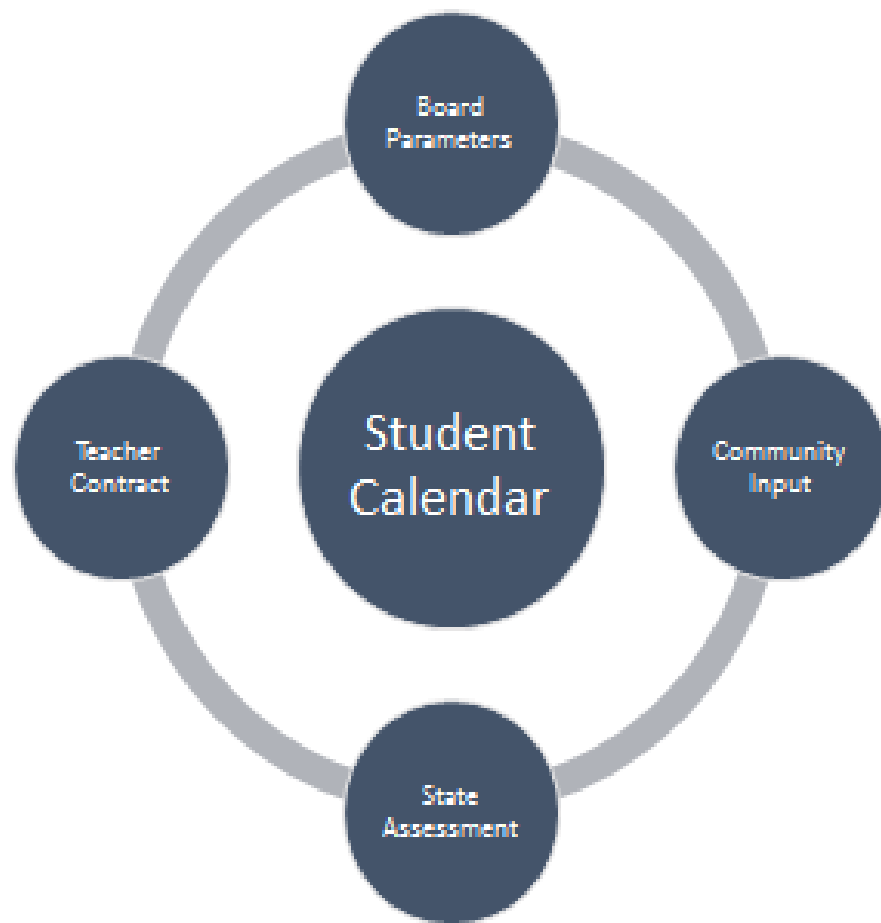 Board
Parameters
Teacher
Contract
Student
Calendar
Community
Input
State
Assessment